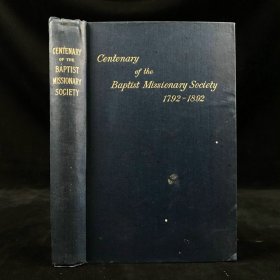 CENTENARY
OF THE
BAPTIST
MISSIONARY
SOCIETY
Centenary
of the
Baptist Missionary Society
1792-1892